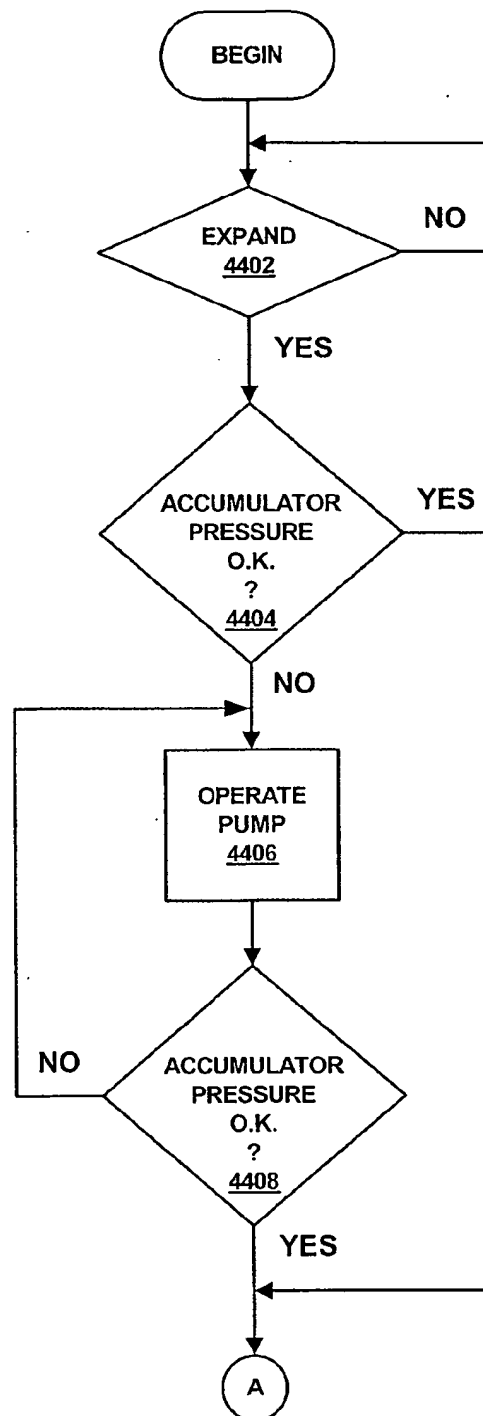 BEGIN
EXPAND
4402
NO
YES
ACCUMULATOR
PRESSURE
O.K.
?
4404
YES
NO
OPERATE
PUMP
4406
ACCUMULATOR
PRESSURE
O.K.
?
4408
NO
YES
A